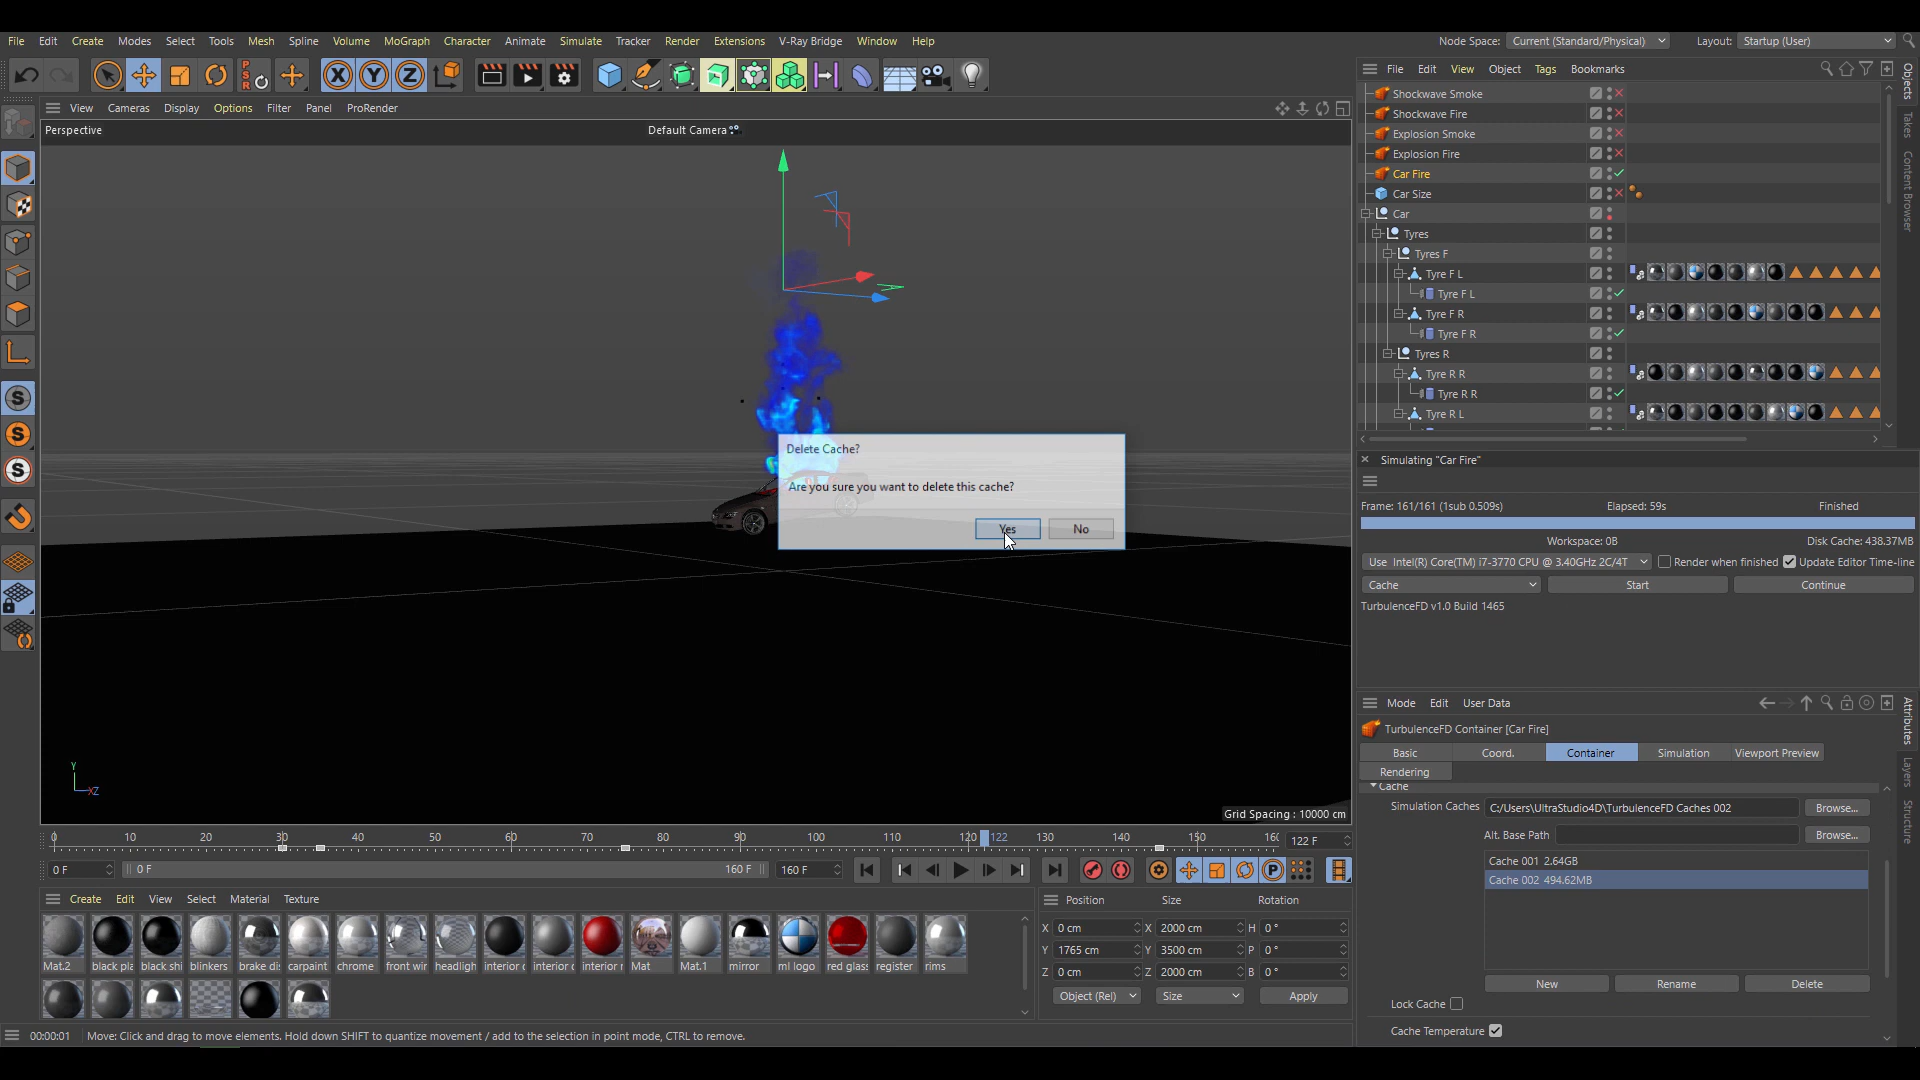 File Edit Create Modes Select Tools Mesh Spline Volume MoGraph Character Animate Simulate Tracker Render Extensions V-Ray Bridge Window Help
Node Space: Current (Standard/Physical) Layout: Startup (User)
View Cameras Display Options Filter Panel ProRender
Perspective
Default Camera
Delete Cache?
Are you sure you want to delete this cache?
Yes No
Grid Spacing : 10000 cm
0 10 20 30 40 50 60 70 80 90 100 110 120 122 130 140 150 160
122 F
0 F 0 F 160 F 160 F
Create Edit View Select Material Texture
Mat.2 black pla black shi blinkers brake di carpaint chrome front wir headligh interior c interior c interior r Mat Mat.1 mirror ml logo red glass register rims
Position Size Rotation
X 0 cm X 2000 cm H 0 °
Y 1765 cm Y 3500 cm P 0 °
Z 0 cm Z 2000 cm B 0 °
Object (Rel) Size Apply
00:00:01 Move: Click and drag to move elements. Hold down SHIFT to quantize movement / add to the selection in point mode, CTRL to remove.
File Edit View Object Tags Bookmarks
Shockwave Smoke
Shockwave Fire
Explosion Smoke
Explosion Fire
Car Fire
Car Size
Car
Tyres
Tyres F
Tyre F L
Tyre F L
Tyre F R
Tyre F R
Tyres R
Tyre R R
Tyre R R
Tyre R L
Objects
Takes
Content Browser
Simulating "Car Fire"
Frame: 161/161 (1sub 0.509s) Elapsed: 59s Finished
Workspace: 0B Disk Cache: 438.37MB
Use Intel(R) Core(TM) i7-3770 CPU @ 3.40GHz 2C/4T Render when finished Update Editor Time-line
Cache Start Continue
TurbulenceFD v1.0 Build 1465
Mode Edit User Data
TurbulenceFD Container [Car Fire]
Basic Coord. Container Simulation Viewport Preview
Rendering
Cache
Simulation Caches C:/Users\UltraStudio4D\TurbulenceFD Caches 002 Browse...
Alt. Base Path Browse...
Cache 001 2.64GB
Cache 002 494.62MB
New Rename Delete
Lock Cache
Cache Temperature
Attributes
Layers
Structure